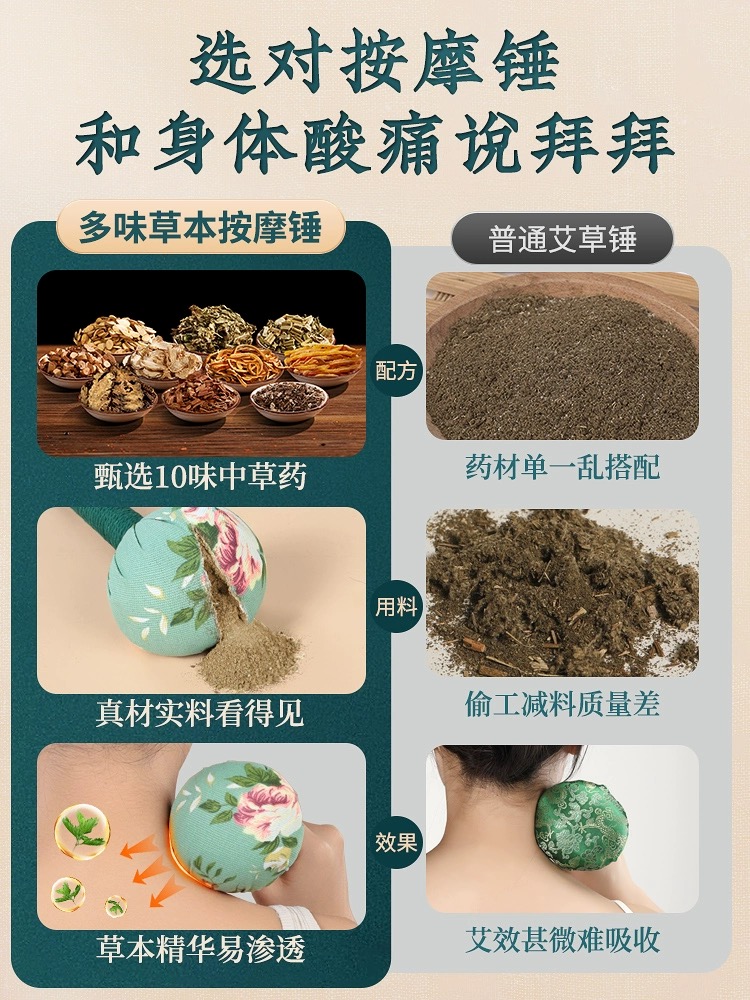 选对按摩锤
和身体酸痛说拜拜
多味草本按摩锤
普通艾草锤
配方
甄选10味中草药
药材单一乱搭配
用料
真材实料看得见
偷工减料质量差
效果
草本精华易渗透
艾效甚微难吸收